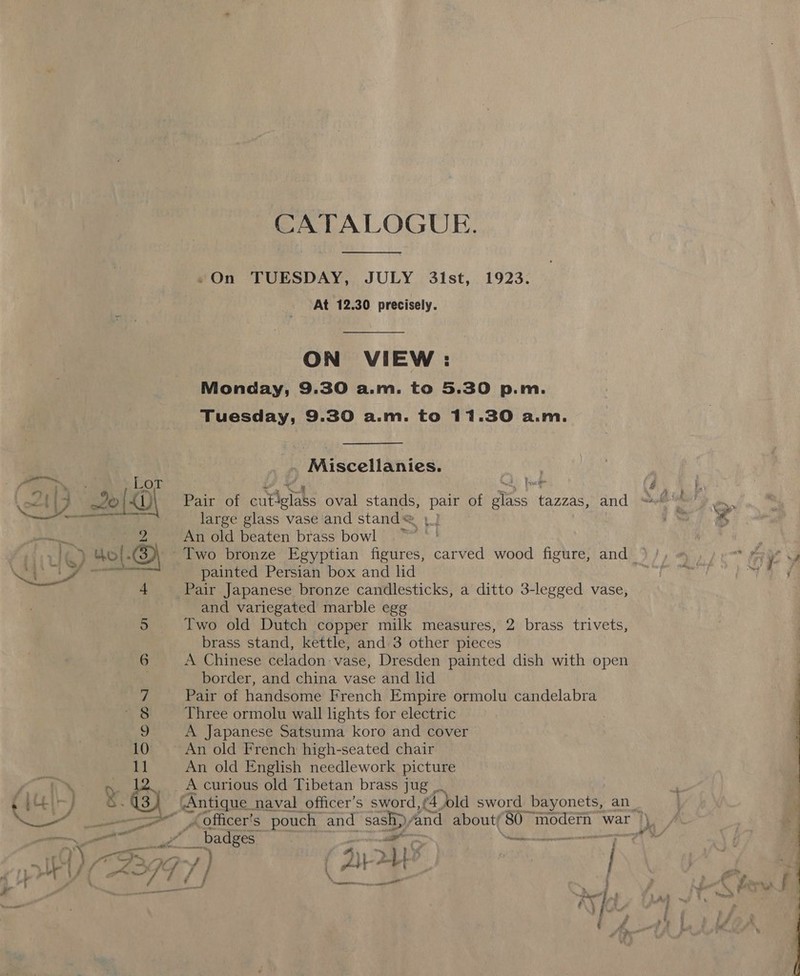 CATALOGUE.
On TUESDAY, JULY 31st, 1923.
At 12.30 precisely.
ON VIEW :
Monday, 9.30 a.m. to 5.30 p.m.
Tuesday, 9.30 a.m. to 11.30 a.m.
Miscellanies.
LOT
1 Pair of cut-glass oval stands, pair of glass tazzas, and
large glass vase and stand
2 An old beaten brass bowl
3 Two bronze Egyptian figures, carved wood figure, and
painted Persian box and lid
4 Pair Japanese bronze candlesticks, a ditto 3-legged vase,
and variegated marble egg
5 Two old Dutch copper milk measures, 2 brass trivets,
brass stand, kettle, and 3 other pieces
6 A Chinese celadon vase, Dresden painted dish with open
border, and china vase and lid
7 Pair of handsome French Empire ormolu candelabra
8 Three ormolu wall lights for electric
9 A Japanese Satsuma koro and cover
10 An old French high-seated chair
11 An old English needlework picture
12 A curious old Tibetan brass jug
13 Antique naval officer's sword, 4 old sword bayonets, an
officer's pouch and sash, and about 80 modern war
badges